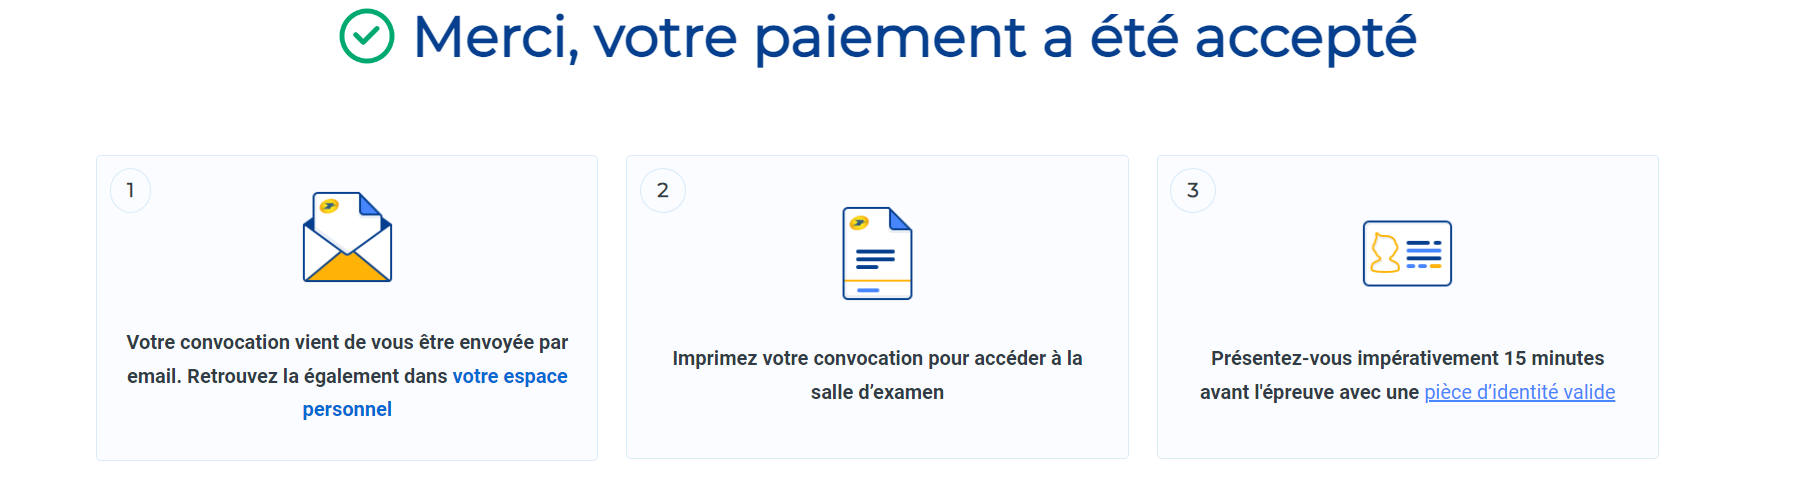 Merci, votre paiement a été accepté
1
Votre convocation vient de vous être envoyée par
email. Retrouvez la également dans votre espace
personnel
2
Imprimez votre convocation pour accéder à la
salle d’examen
3
Présentez-vous impérativement 15 minutes
avant l'épreuve avec une pièce d’identité valide